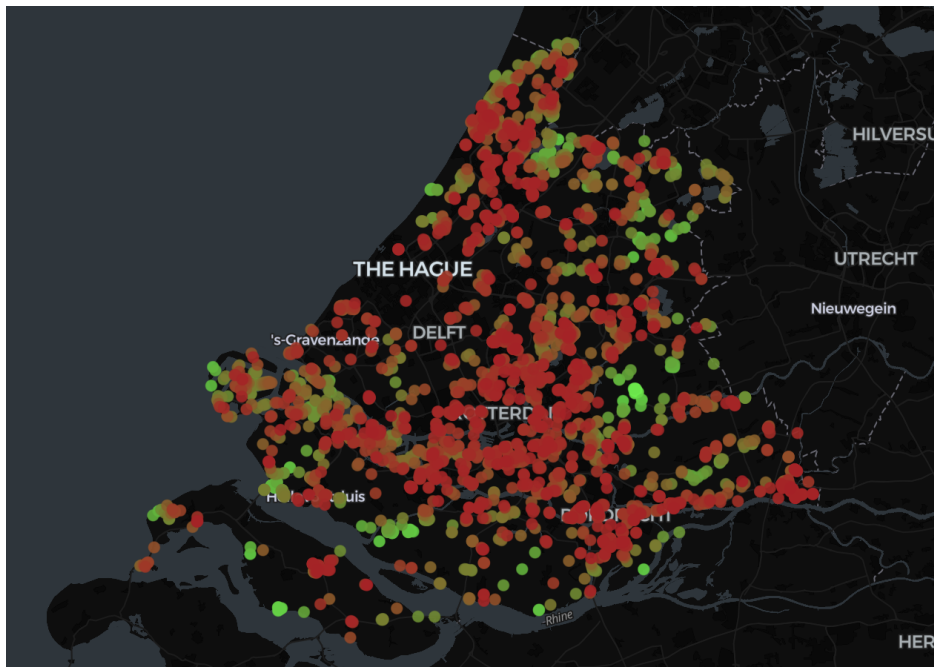 HILVERSU
UTRECHT
THE HAGUE
Nieuwegein
DELFT
's-Gravenzande
Rhine
HER